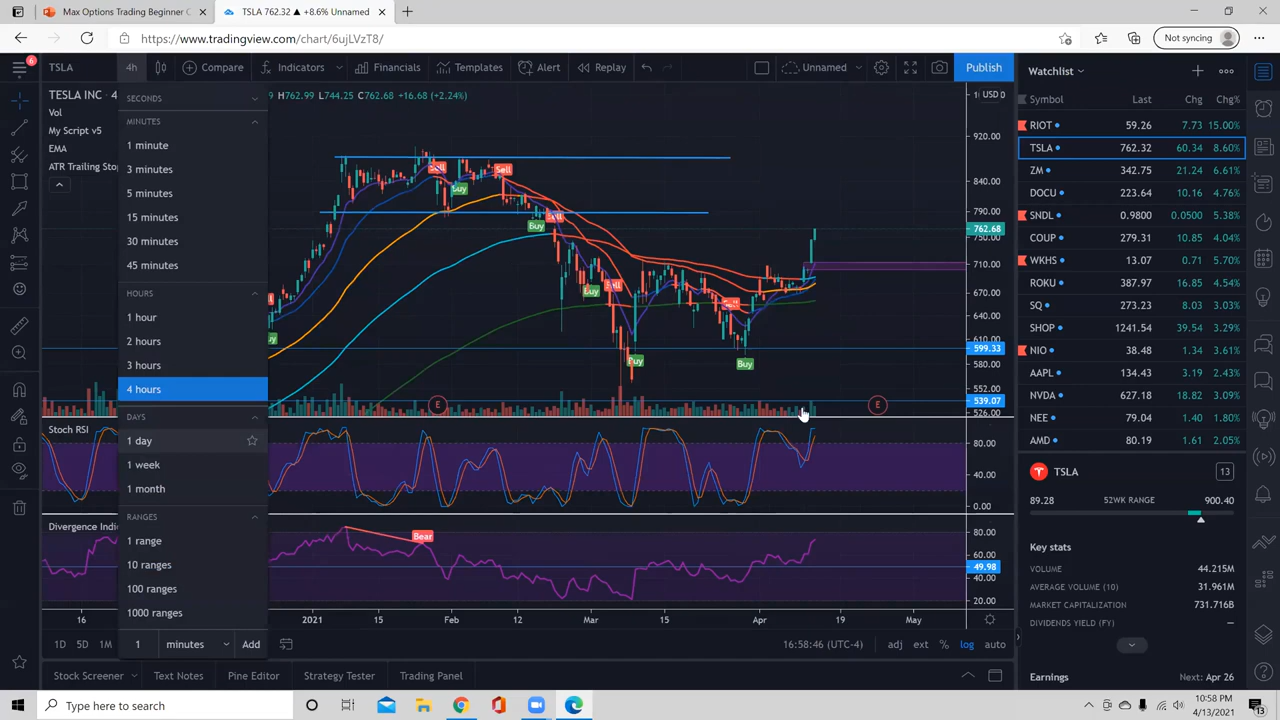 Max Options Trading Beginner C
TSLA 762.32 ▲ +8.6% Unnamed
https://www.tradingview.com/chart/6ujLVzT8/
Not syncing
6
TSLA
4h
Compare
Indicators
Financials
Templates
Alert
Replay
Unnamed
Publish
Watchlist
TESLA INC
H762.99 L744.25 C762.68 +16.68 (+2.24%)
Vol
My Script v5
EMA
ATR Trailing Stop
SECONDS
MINUTES
1 minute
3 minutes
5 minutes
15 minutes
30 minutes
45 minutes
HOURS
1 hour
2 hours
3 hours
4 hours
DAYS
1 day
1 week
1 month
RANGES
1 range
10 ranges
100 ranges
1000 ranges
1 minutes Add
USD
920.00
840.00
790.00
762.68
750.00
710.00
670.00
640.00
599.33
580.00
552.00
539.07
526.00
Sell
Buy
Sell
Buy
Sell
Buy
Sell
Buy
Sell
Buy
E
E
Stoch RSI
80.00
40.00
0.00
Divergence Indi
Bear
80.00
60.00
49.98
40.00
20.00
16
2021
15
Feb
12
Mar
15
Apr
19
May
1D 5D 1M
16:58:46 (UTC-4)
adj ext % log auto
Stock Screener
Text Notes
Pine Editor
Strategy Tester
Trading Panel
Symbol Last Chg Chg%
RIOT 59.26 7.73 15.00%
TSLA 762.32 60.34 8.60%
ZM 342.75 21.24 6.61%
DOCU 223.64 10.16 4.76%
SNDL 0.9800 0.0500 5.38%
COUP 279.31 10.85 4.04%
WKHS 13.07 0.71 5.70%
ROKU 387.97 16.85 4.54%
SQ 273.23 8.03 3.03%
SHOP 1241.54 39.54 3.29%
NIO 38.48 1.34 3.61%
AAPL 134.43 3.19 2.43%
NVDA 627.18 18.82 3.09%
NEE 79.04 1.40 1.80%
AMD 80.19 1.61 2.05%
TSLA
13
89.28 52WK RANGE 900.40
Key stats
VOLUME 44.215M
AVERAGE VOLUME (10) 31.961M
MARKET CAPITALIZATION 731.716B
DIVIDENDS YIELD (FY) —
Earnings Next: Apr 26
Type here to search
10:58 PM
4/13/2021
13